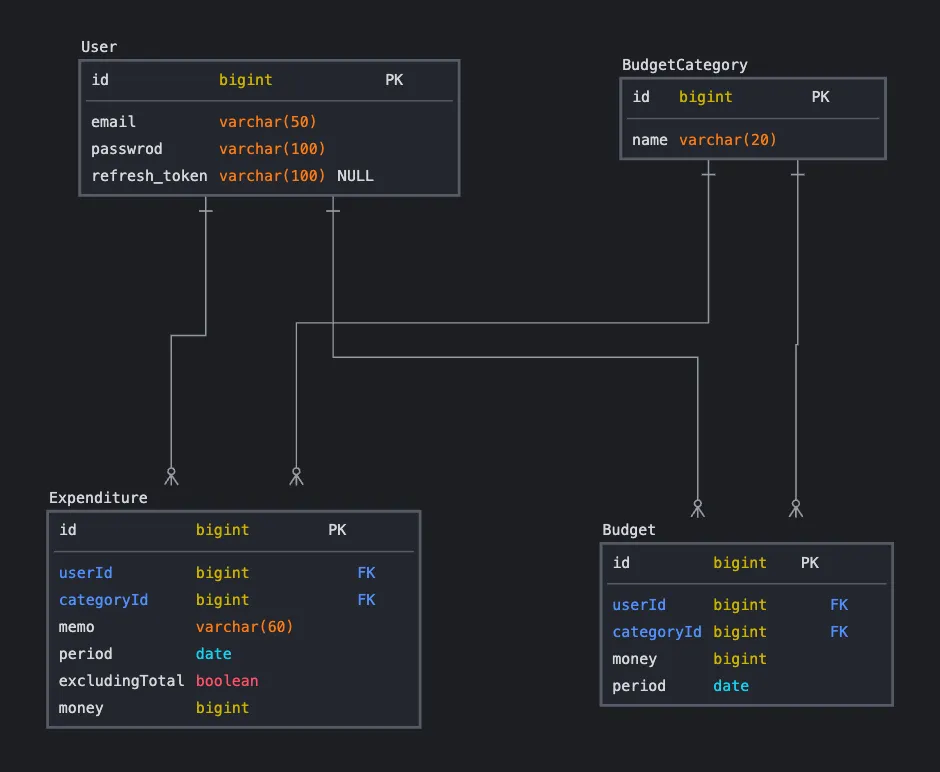 User
id bigint PK
email varchar(50)
passwrod varchar(100)
refresh_token varchar(100) NULL
BudgetCategory
id bigint PK
name varchar(20)
Expenditure
id bigint PK
userId bigint FK
categoryId bigint FK
memo varchar(60)
period date
excludingTotal boolean
money bigint
Budget
id bigint PK
userId bigint FK
categoryId bigint FK
money bigint
period date